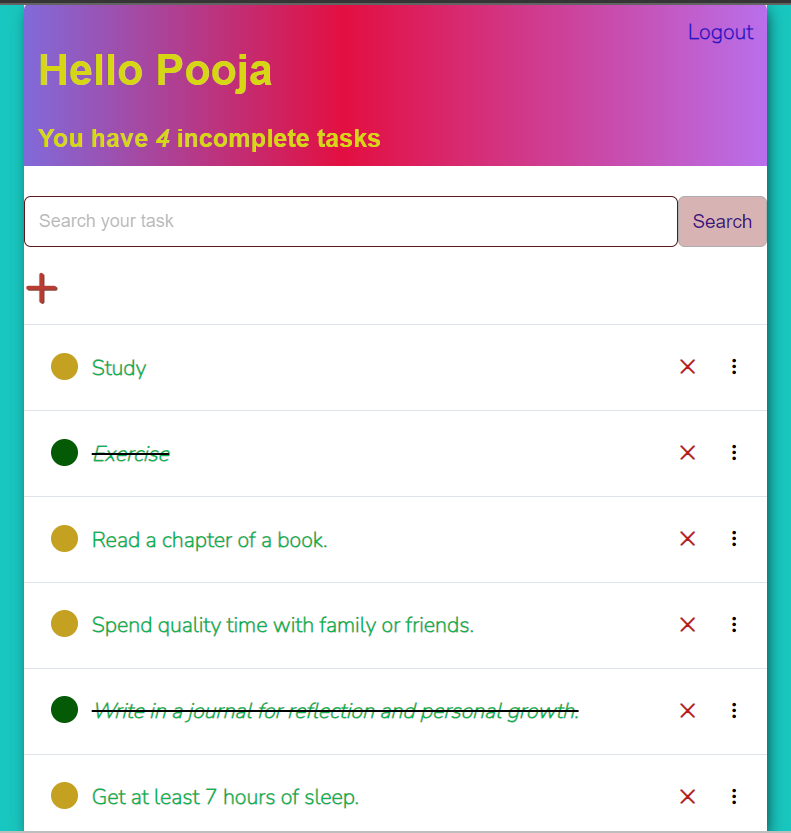 Logout
Hello Pooja
You have 4 incomplete tasks
Search your task
Search
Study
Exercise
Read a chapter of a book.
Spend quality time with family or friends.
Write in a journal for reflection and personal growth.
Get at least 7 hours of sleep.